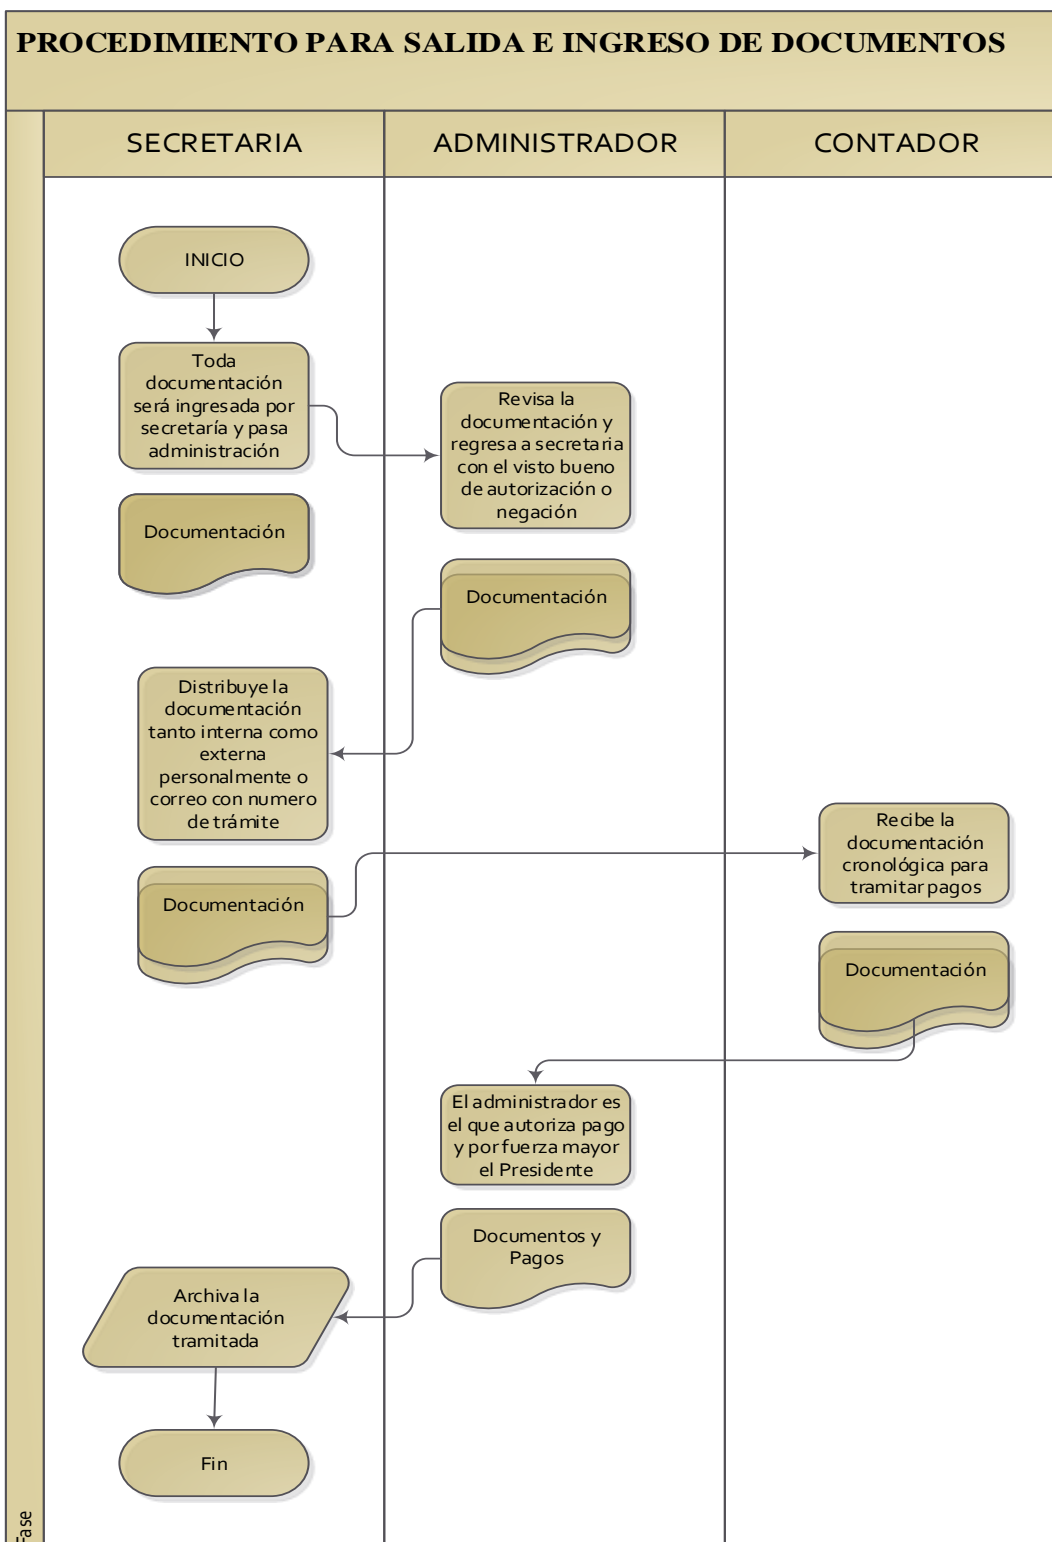 PROCEDIMIENTO PARA SALIDA E INGRESO DE DOCUMENTOS
SECRETARIA
ADMINISTRADOR
CONTADOR
INICIO
Toda
documentación
será ingresada por
secretaría y pasa
administración
Revisa la
documentación y
regresa a secretaria
con el visto bueno
de autorización o
negación
Documentación
Documentación
Distribuye la
documentación
tanto interna como
externa
personalmente o
correo con numero
de trámite
Recibe la
documentación
cronológica para
tramitar pagos
Documentación
Documentación
El administrador es
el que autoriza pago
y por fuerza mayor
el Presidente
Documentos y
Pagos
Archiva la
documentación
tramitada
Fin
Fase